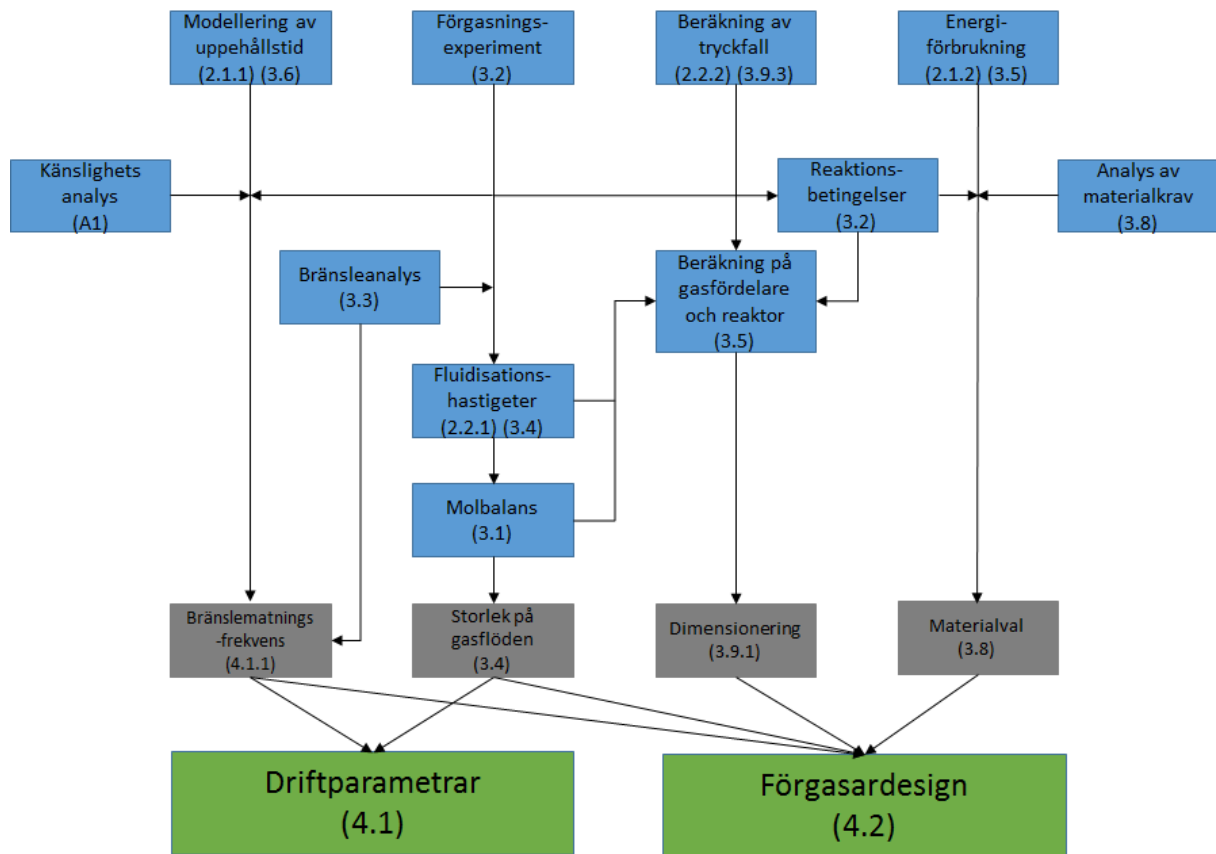 Modellering av
uppehållstid
(2.1.1) (3.6)
Förgasnings-
experiment
(3.2)
Beräkning av
tryckfall
(2.2.2) (3.9.3)
Energi-
förbrukning
(2.1.2) (3.5)
Känslighets
analys
(A1)
Reaktions-
betingelser
(3.2)
Analys av
materialkrav
(3.8)
Bränsleanalys
(3.3)
Beräkning på
gasfördelare
och reaktor
(3.5)
Fluidisations-
hastigeter
(2.2.1) (3.4)
Molbalans
(3.1)
Bränslematnings
-frekvens
(4.1.1)
Storlek på
gasflöden
(3.4)
Dimensionering
(3.9.1)
Materialval
(3.8)
Driftparametrar
(4.1)
Förgasardesign
(4.2)